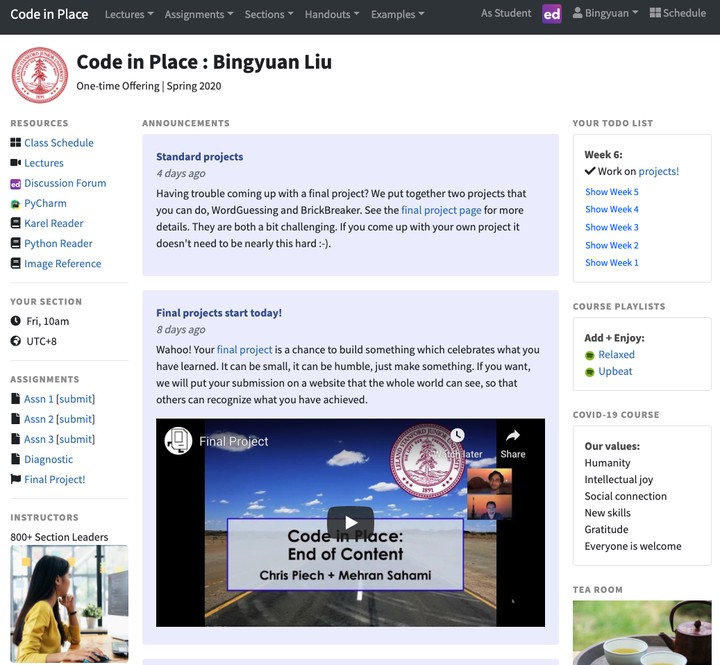 Code in Place Lectures Assignments Sections Handouts Examples As Student ed Bingyuan Schedule
Code in Place : Bingyuan Liu
One-time Offering | Spring 2020
RESOURCES
Class Schedule
Lectures
ed Discussion Forum
PyCharm
Karel Reader
Python Reader
Image Reference
YOUR SECTION
Fri, 10am
UTC+8
ASSIGNMENTS
Assn 1 [submit]
Assn 2 [submit]
Assn 3 [submit]
Diagnostic
Final Project!
INSTRUCTORS
800+ Section Leaders
ANNOUNCEMENTS
Standard projects
4 days ago
Having trouble coming up with a final project? We put together two projects that
you can do, WordGuessing and BrickBreaker. See the final project page for more
details. They are both a bit challenging. If you come up with your own project it
doesn't need to be nearly this hard :-).
Final projects start today!
8 days ago
Wahoo! Your final project is a chance to build something which celebrates what you
have learned. It can be small, it can be humble, just make something. If you want,
we will put your submission on a website that the whole world can see, so that
others can recognize what you have achieved.
Final Project
Watch later Share
Code in Place:
End of Content
Chris Piech + Mehran Sahami
YOUR TODO LIST
Week 6:
Work on projects!
Show Week 5
Show Week 4
Show Week 3
Show Week 2
Show Week 1
COURSE PLAYLISTS
Add + Enjoy:
Relaxed
Upbeat
COVID-19 COURSE
Our values:
Humanity
Intellectual joy
Social connection
New skills
Gratitude
Everyone is welcome
TEA ROOM